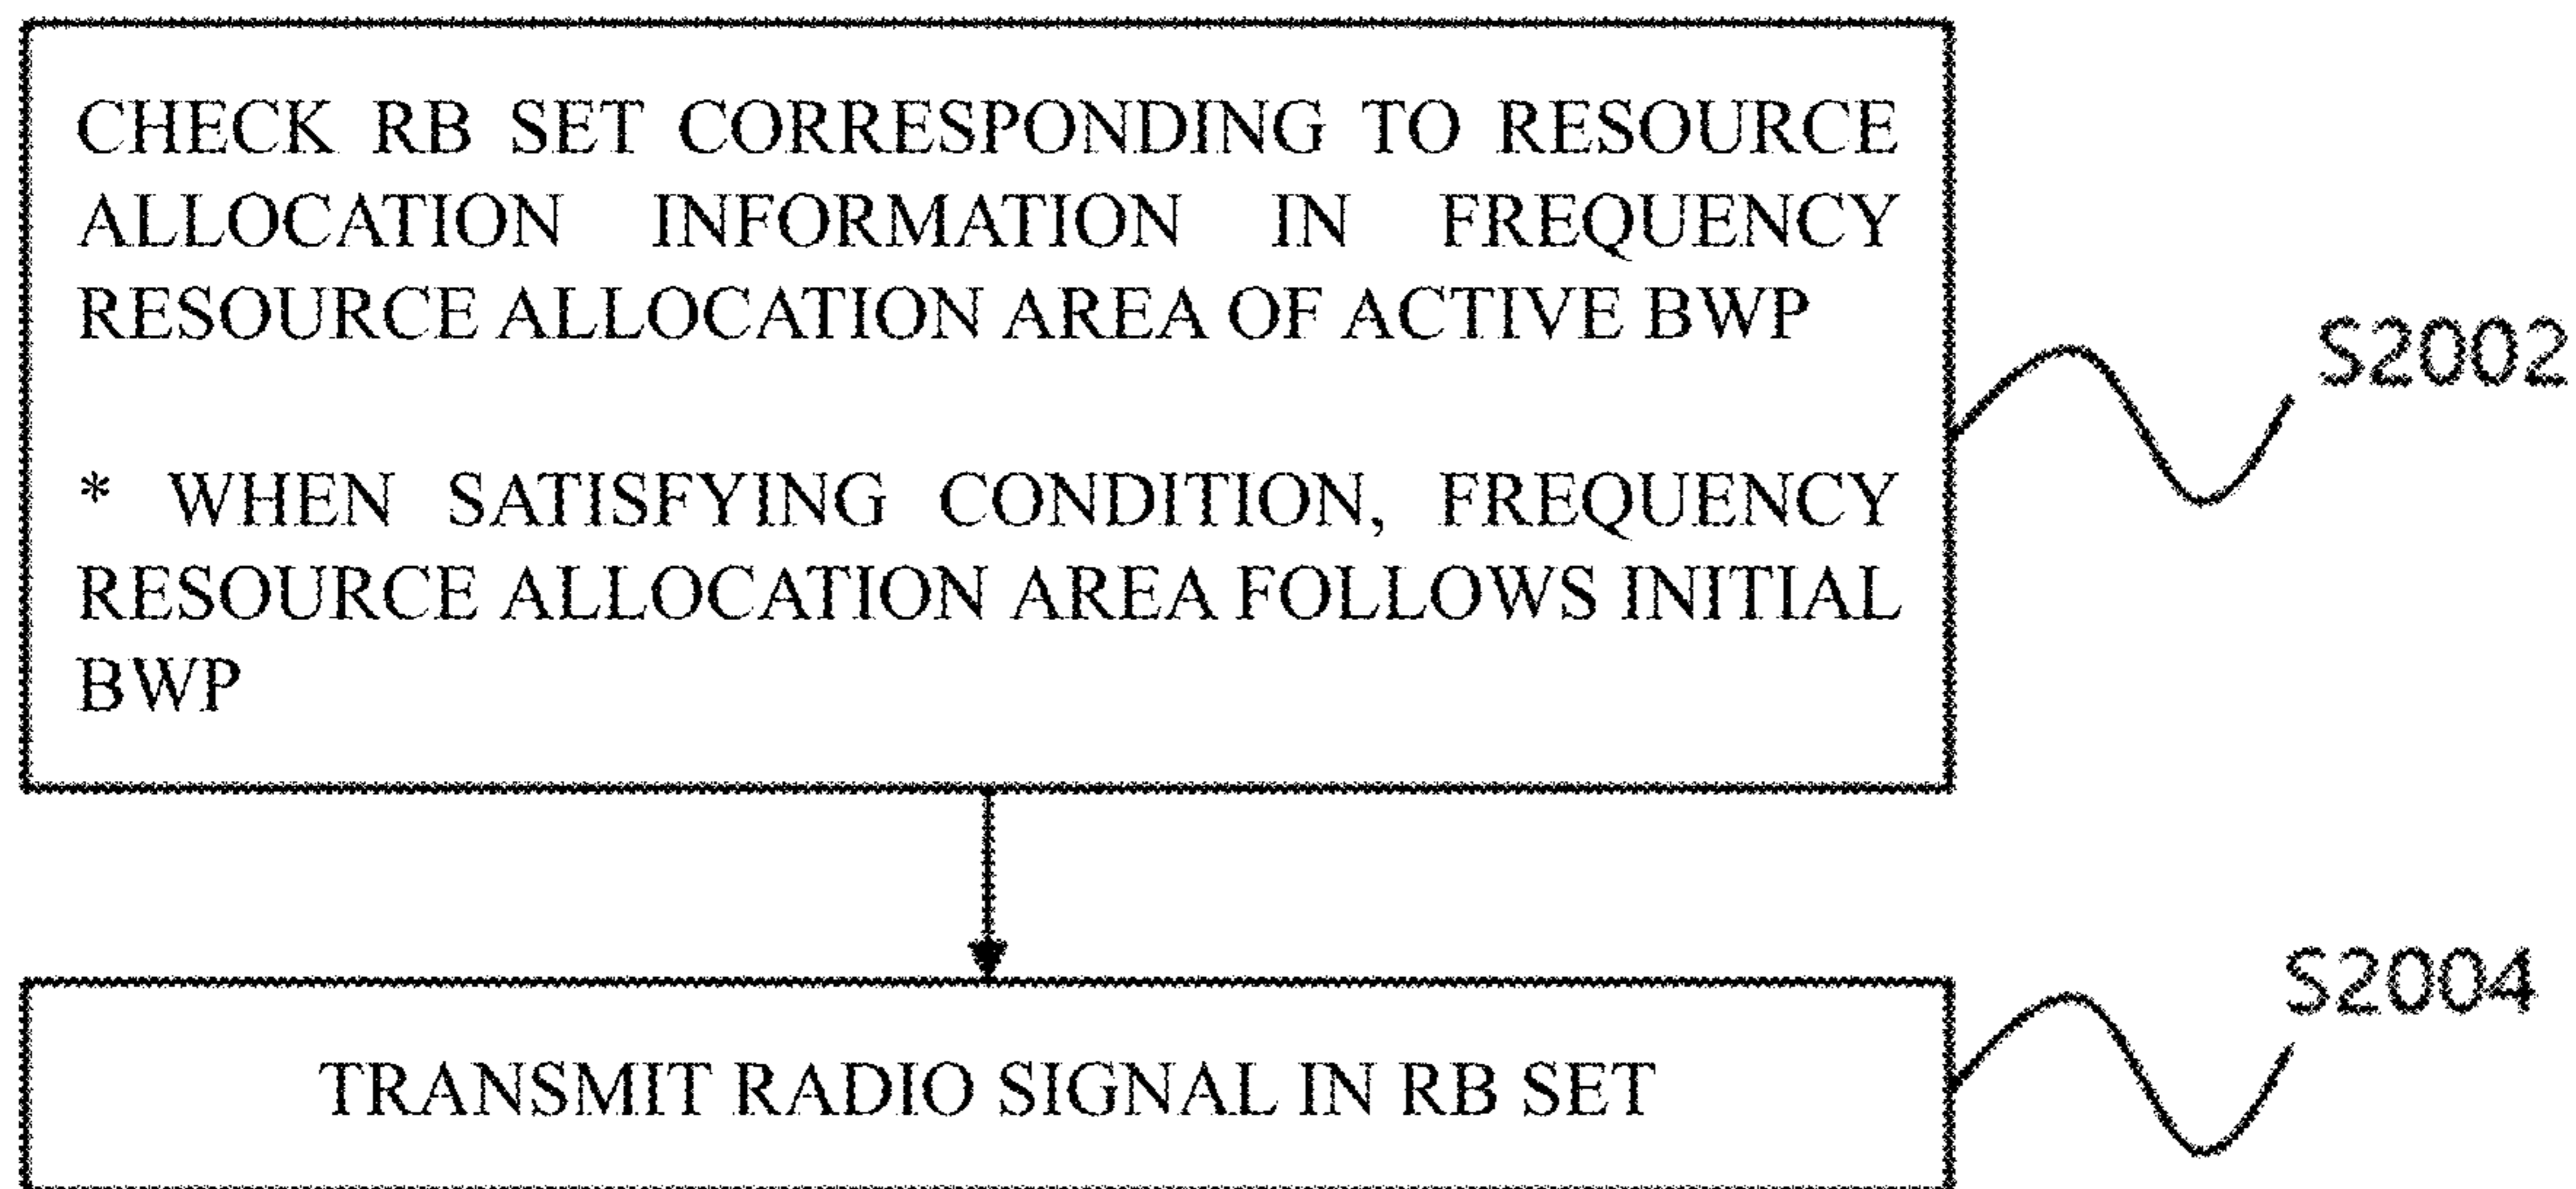 CHECK RB SET CORRESPONDING TO RESOURCE
ALLOCATION INFORMATION IN FREQUENCY
RESOURCE ALLOCATION AREA OF ACTIVE BWP
S2002
* WHEN SATISFYING CONDITION, FREQUENCY
RESOURCE ALLOCATION AREA FOLLOWS INITIAL
BWP
S2004
TRANSMIT RADIO SIGNAL IN RB SET